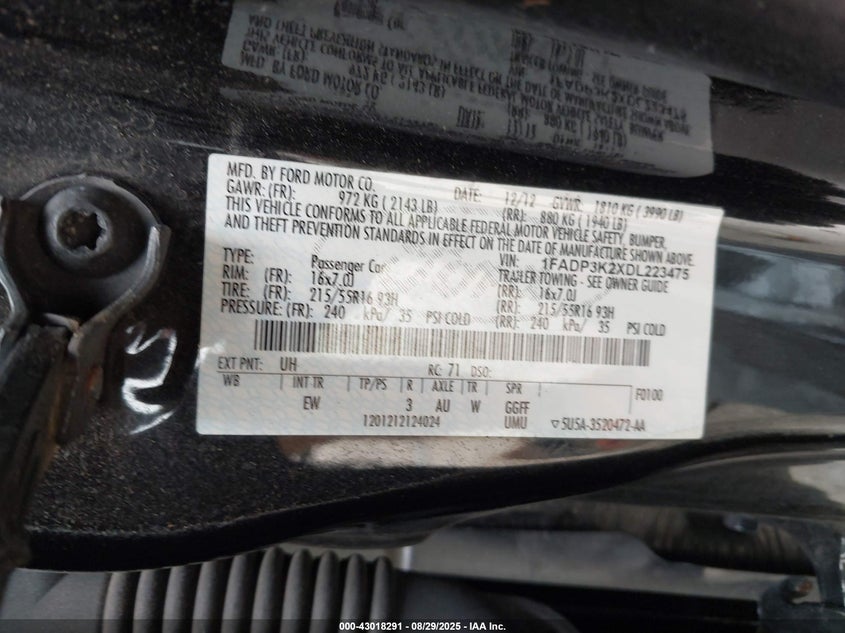 MFD. BY FORD MOTOR CO. DATE: 12/12 GVWR: 1810 KG ( 3990 LB)
GAWR: (FR): 972 KG ( 2143 LB) (RR): 880 KG ( 1940 LB)
THIS VEHICLE CONFORMS TO ALL APPLICABLE FEDERAL MOTOR VEHICLE SAFETY, BUMPER,
AND THEFT PREVENTION STANDARDS IN EFFECT ON THE DATE OF MANUFACTURE SHOWN ABOVE.
VIN: 1FADP3K2XDL223475
TYPE: Passenger Car TRAILER TOWING - SEE OWNER GUIDE
RIM: (FR): 16x7.0J (RR): 16x7.0J
TIRE: (FR): 215/55R16 93H (RR): 215/55R16 93H
PRESSURE: (FR): 240 kPa/ 35 PSI COLD (RR): 240 kPa/ 35 PSI COLD
EXT PNT: UH RC: 71 DSO: F0100
WB INT TR TP/PS R AXLE TR SPR
EW 3 AU W GGFF
1201212124024 UMU ▽5U5A-3520472-AA
000-43018291 | 08/29/2025 - IAA Inc.